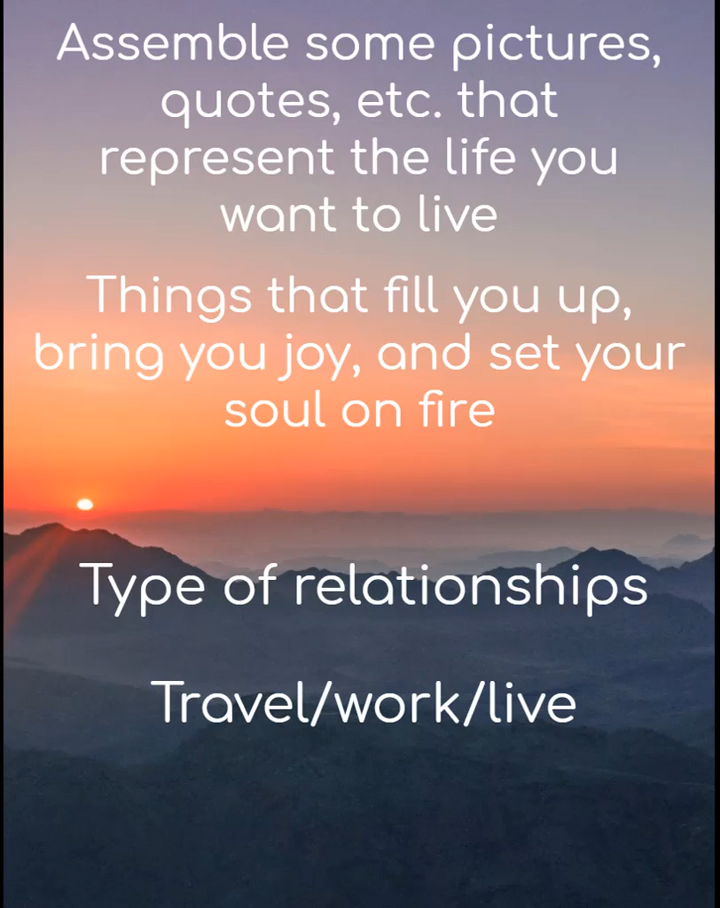 Assemble some pictures,
quotes, etc. that
represent the life you
want to live
Things that fill you up,
bring you joy, and set your
soul on fire
Type of relationships
Travel/work/live